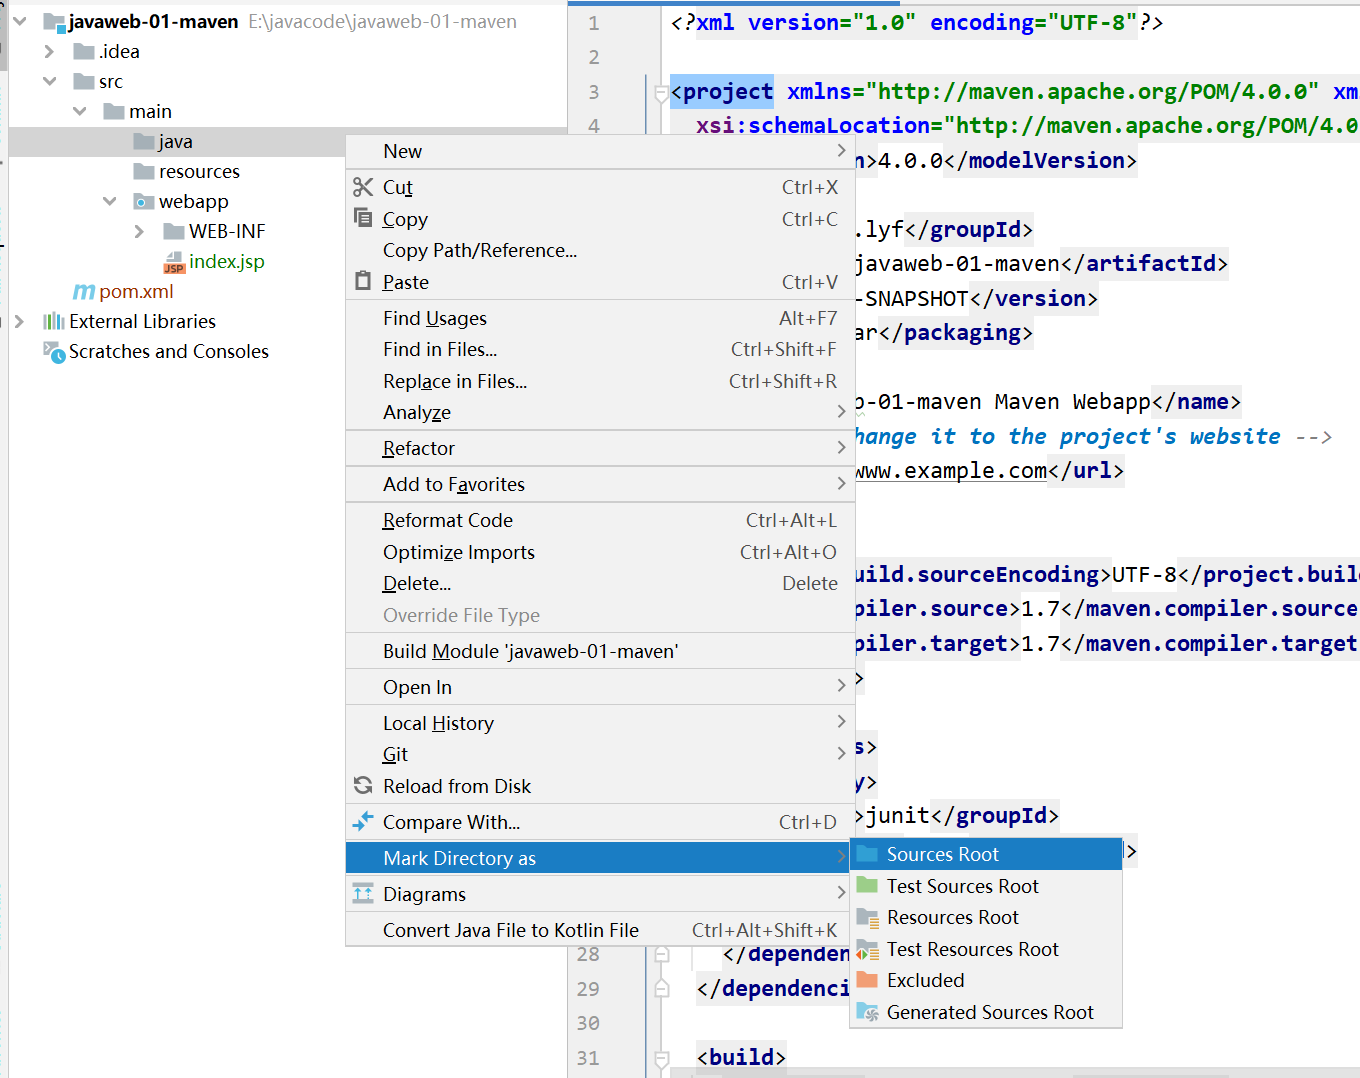 javaweb-01-maven E:\javacode\javaweb-01-maven
.idea
src
main
java
resources
webapp
WEB-INF
index.jsp
pom.xml
External Libraries
Scratches and Consoles
New
Cut Ctrl+X
Copy Ctrl+C
Copy Path/Reference...
Paste Ctrl+V
Find Usages Alt+F7
Find in Files... Ctrl+Shift+F
Replace in Files... Ctrl+Shift+R
Analyze
Refactor
Add to Favorites
Reformat Code Ctrl+Alt+L
Optimize Imports Ctrl+Alt+O
Delete... Delete
Override File Type
Build Module 'javaweb-01-maven'
Open In
Local History
Git
Reload from Disk
Compare With... Ctrl+D
Mark Directory as
Diagrams
Convert Java File to Kotlin File Ctrl+Alt+Shift+K
Sources Root
Test Sources Root
Resources Root
Test Resources Root
Excluded
Generated Sources Root
1 <?xml version="1.0" encoding="UTF-8"?>
2
3 <project xmlns="http://maven.apache.org/POM/4.0.0" xm
4 xsi:schemaLocation="http://maven.apache.org/POM/4.0
n>4.0.0</modelVersion>
.lyf</groupId>
javaweb-01-maven</artifactId>
-SNAPSHOT</version>
ar</packaging>
b-01-maven Maven Webapp</name>
hange it to the project's website -->
www.example.com</url>
uild.sourceEncoding>UTF-8</project.buil
piler.source>1.7</maven.compiler.source
piler.target>1.7</maven.compiler.target
>
s>
y>
>junit</groupId>
>
28 </dependen
29 </dependenci
30
31 <build>